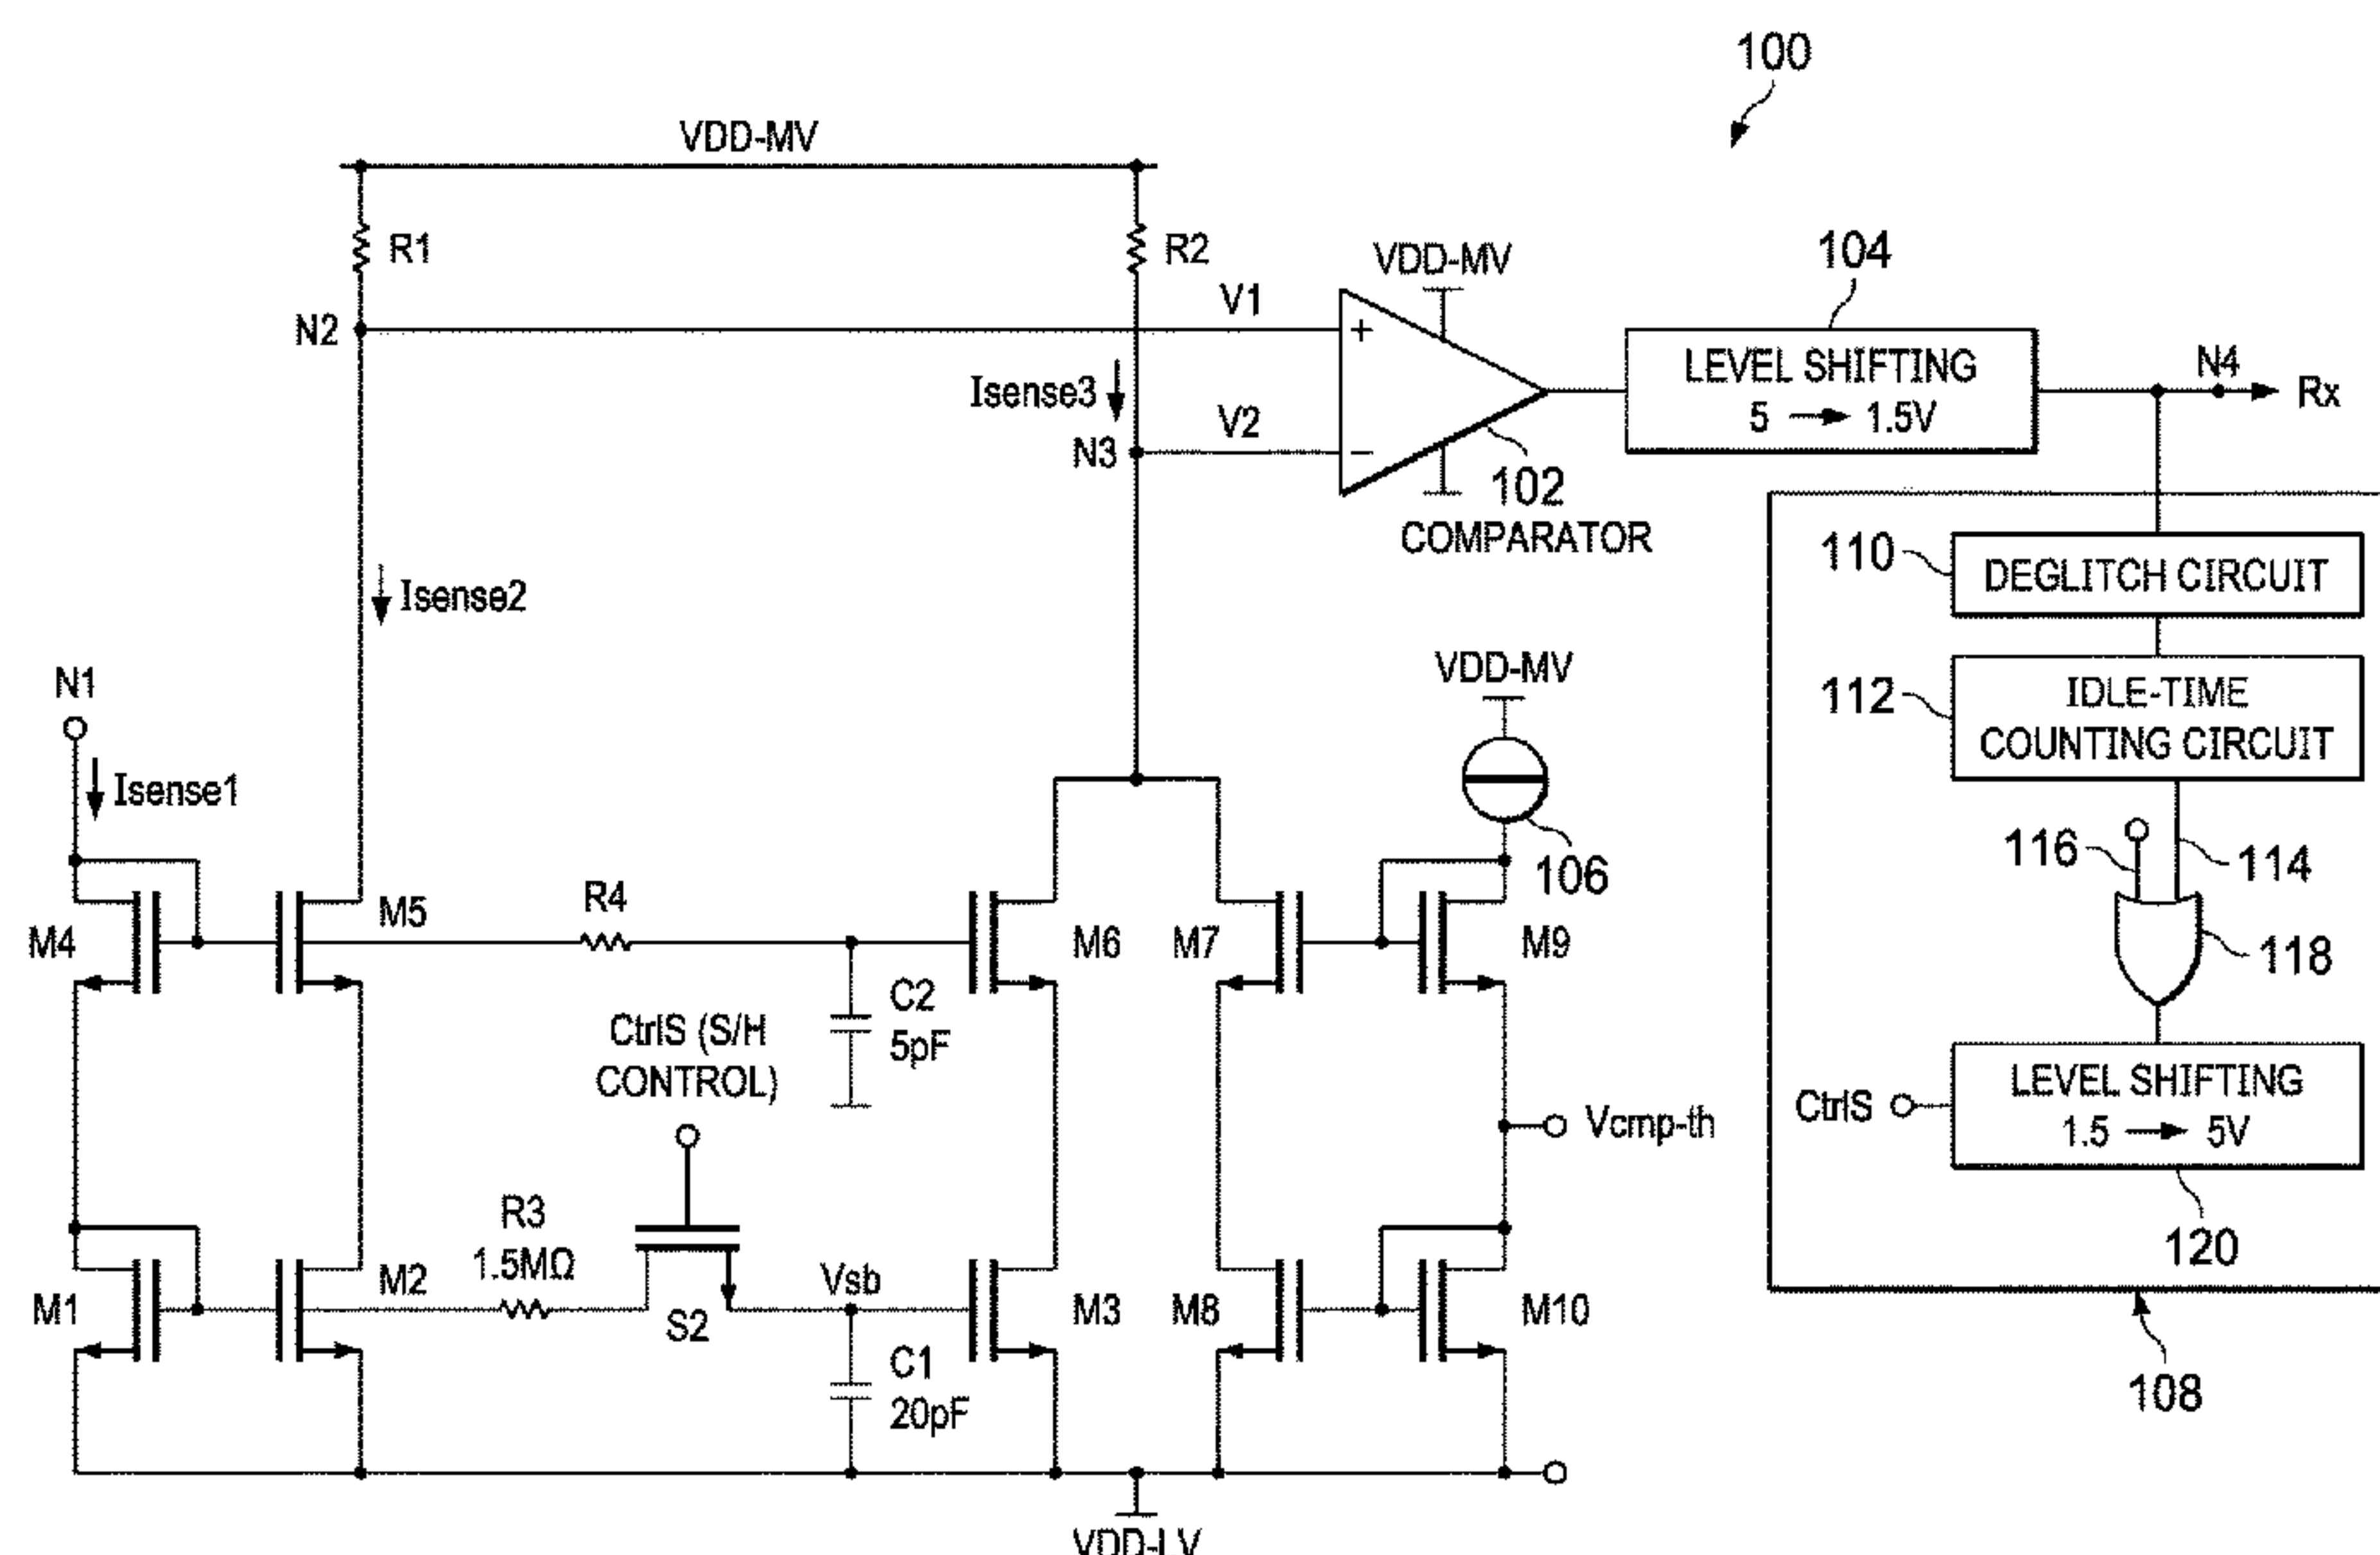 100
VDD-MV
R1
R2
VDD-MV
104
V1
N2
+
LEVEL SHIFTING
5 → 1.5V
N4
Rx
Isense3
V2
N3
−
102
COMPARATOR
110
DEGLITCH CIRCUIT
Isense2
N1
VDD-MV
112
IDLE-TIME
COUNTING CIRCUIT
Isense1
106
116
114
R4
M4
M5
M6
M7
M9
118
C2
5pF
CtrlS (S/H
CONTROL)
CtrlS
LEVEL SHIFTING
1.5 → 5V
Vcmp-th
120
R3
1.5MΩ
M1
M2
S2
Vsb
M3
M8
M10
C1
20pF
108
VDD-LV